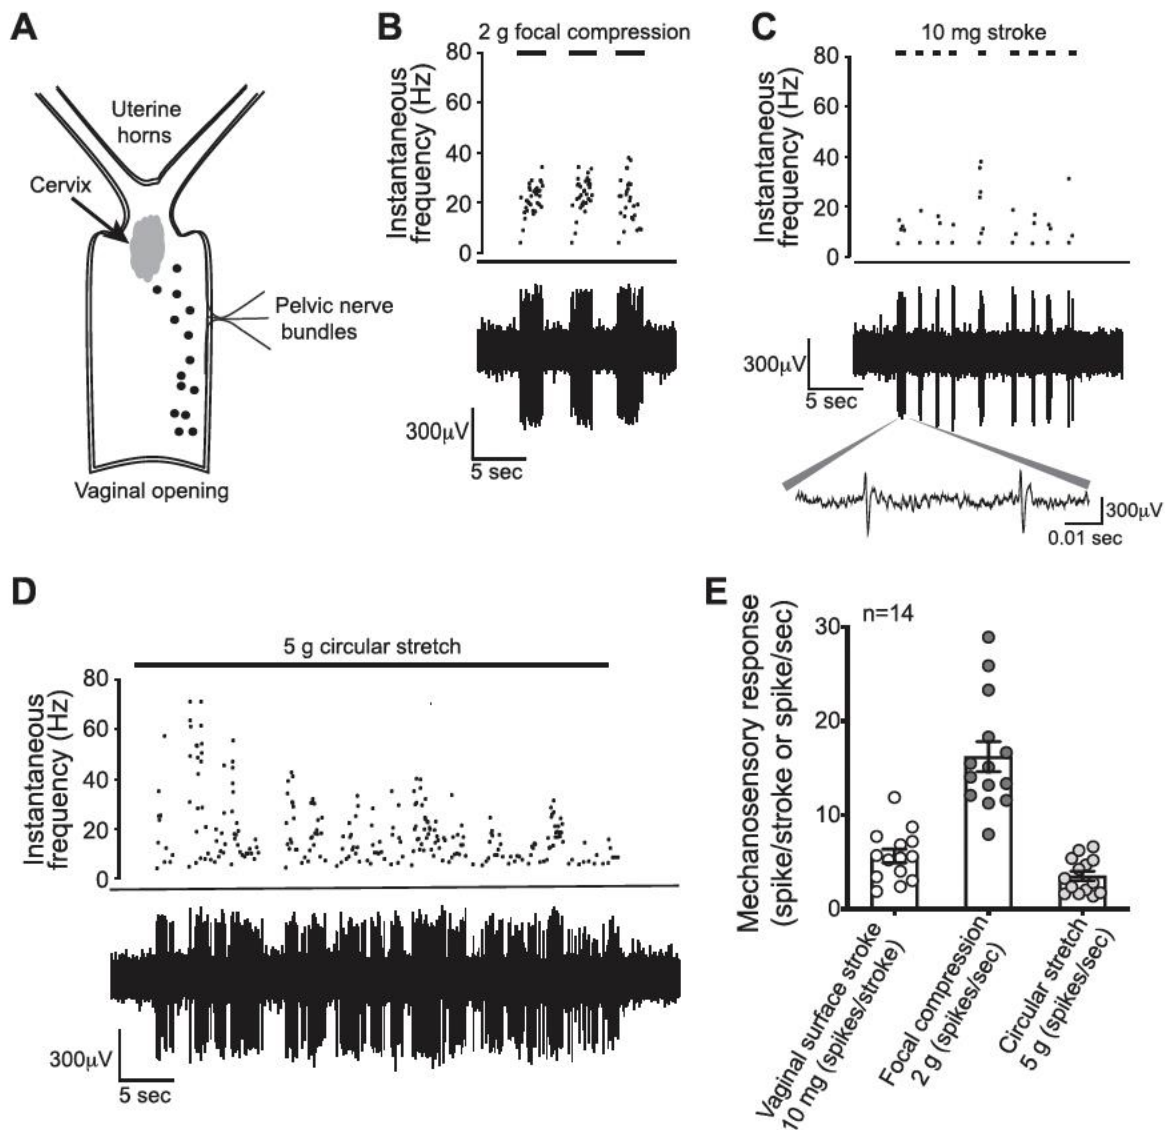 A
Uterine
horns
Cervix
Pelvic nerve
bundles
Vaginal opening
B
2 g focal compression
Instantaneous
frequency (Hz)
80
60
40
20
0
300µV
5 sec
C
10 mg stroke
Instantaneous
frequency (Hz)
80
60
40
20
0
300µV
5 sec
300µV
0.01 sec
D
5 g circular stretch
Instantaneous
frequency (Hz)
80
60
40
20
0
300µV
5 sec
E
n=14
Mechanosensory response
(spike/stroke or spike/sec)
30
20
10
0
Vaginal surface stroke
10 mg (spikes/stroke)
Focal compression
2 g (spikes/sec)
Circular stretch
5 g (spikes/sec)